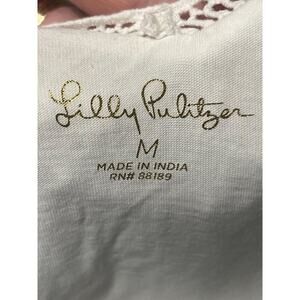 Lilly Pulitzer
M
MADE IN INDIA
RN# 88189